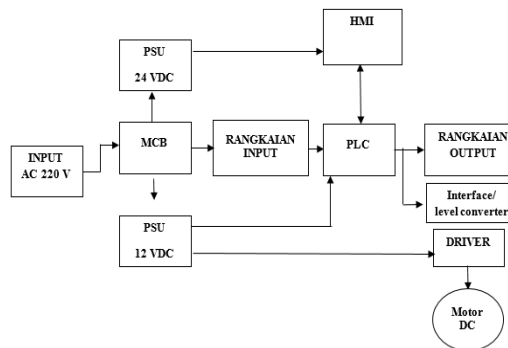 PSU
24 VDC
HMI
INPUT
AC 220 V
MCB
RANGKAIAN
INPUT
PLC
RANGKAIAN
OUTPUT
Interface/
level converter
PSU
12 VDC
DRIVER
Motor
DC